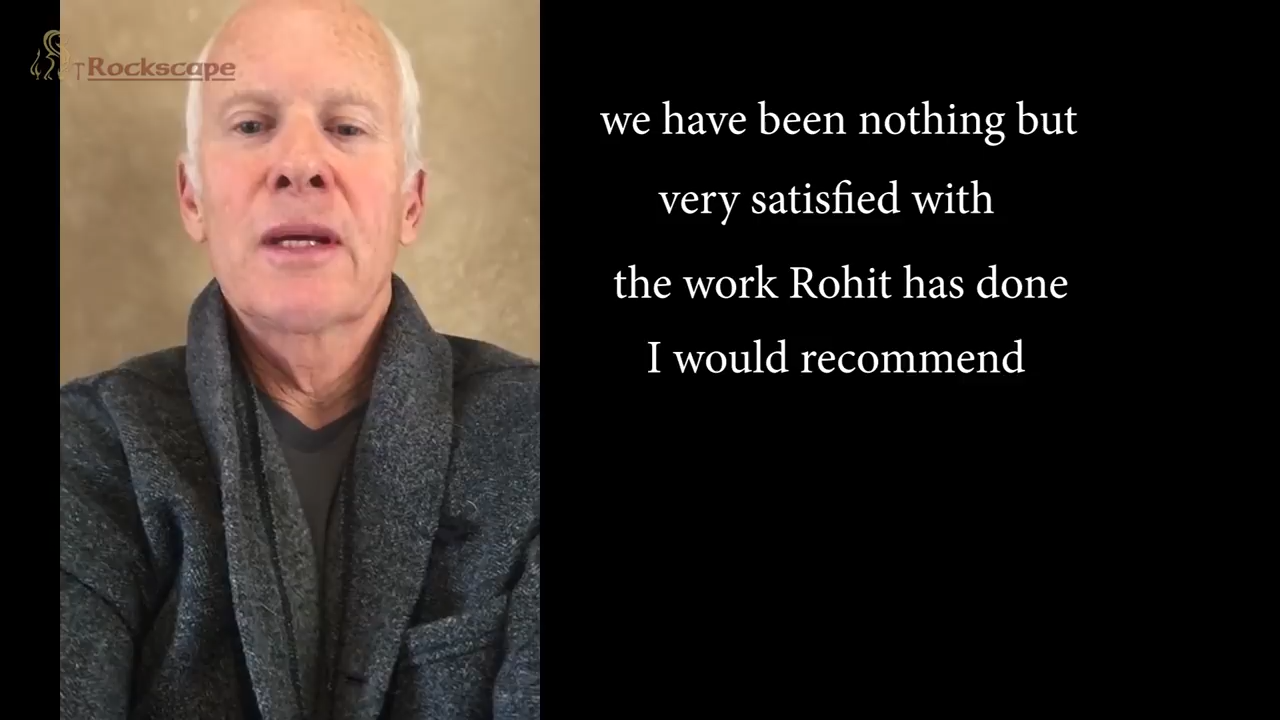 Rockscape
we have been nothing but
very satisfied with
the work Rohit has done
I would recommend